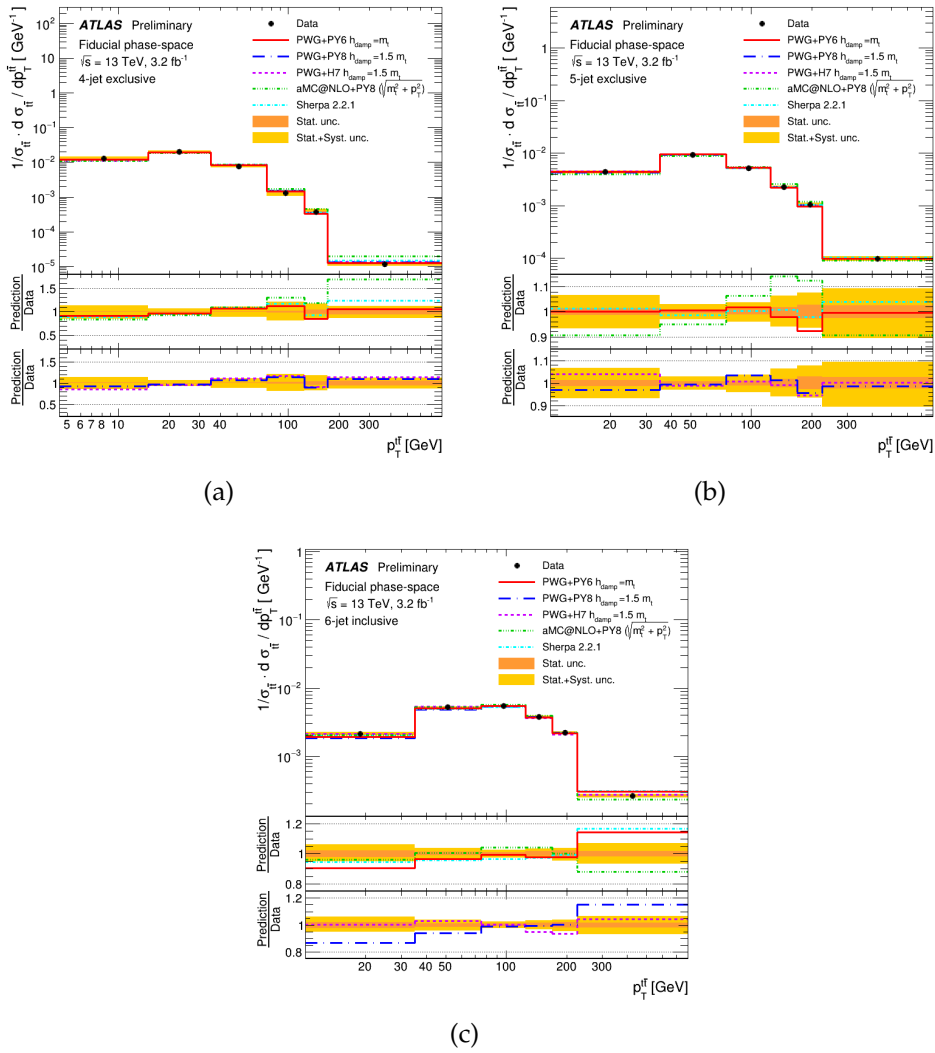 ATLAS Preliminary
Fiducial phase-space
√s = 13 TeV, 3.2 fb⁻¹
4-jet exclusive
Data
PWG+PY6 h_damp=m_t
PWG+PY8 h_damp=1.5 m_t
PWG+H7 h_damp=1.5 m_t
aMC@NLO+PY8 (√(m_t²+p_T²))
Sherpa 2.2.1
Stat. unc.
Stat.+Syst. unc.
1/σ_tt̄ · d σ_tt̄ / dp_T^tt̄ [ GeV⁻¹ ]
10²
10
1
10⁻¹
10⁻²
10⁻³
10⁻⁴
10⁻⁵
Prediction
Data
1.5
1
0.5
Prediction
Data
1.5
1
0.5
5 6 7 8 10 20 30 40 100 200 300
p_T^tt̄ [GeV]
(a)
ATLAS Preliminary
Fiducial phase-space
√s = 13 TeV, 3.2 fb⁻¹
5-jet exclusive
Data
PWG+PY6 h_damp=m_t
PWG+PY8 h_damp=1.5 m_t
PWG+H7 h_damp=1.5 m_t
aMC@NLO+PY8 (√(m_t²+p_T²))
Sherpa 2.2.1
Stat. unc.
Stat.+Syst. unc.
1/σ_tt̄ · d σ_tt̄ / dp_T^tt̄ [ GeV⁻¹ ]
1
10⁻¹
10⁻²
10⁻³
10⁻⁴
Prediction
Data
1.1
1
0.9
Prediction
Data
1.1
1
0.9
20 30 40 50 100 200 300
p_T^tt̄ [GeV]
(b)
ATLAS Preliminary
Fiducial phase-space
√s = 13 TeV, 3.2 fb⁻¹
6-jet inclusive
Data
PWG+PY6 h_damp=m_t
PWG+PY8 h_damp=1.5 m_t
PWG+H7 h_damp=1.5 m_t
aMC@NLO+PY8 (√(m_t²+p_T²))
Sherpa 2.2.1
Stat. unc.
Stat.+Syst. unc.
1/σ_tt̄ · d σ_tt̄ / dp_T^tt̄ [ GeV⁻¹ ]
1
10⁻¹
10⁻²
10⁻³
Prediction
Data
1.2
1
0.8
Prediction
Data
1.2
1
0.8
20 30 40 50 100 200 300
p_T^tt̄ [GeV]
(c)